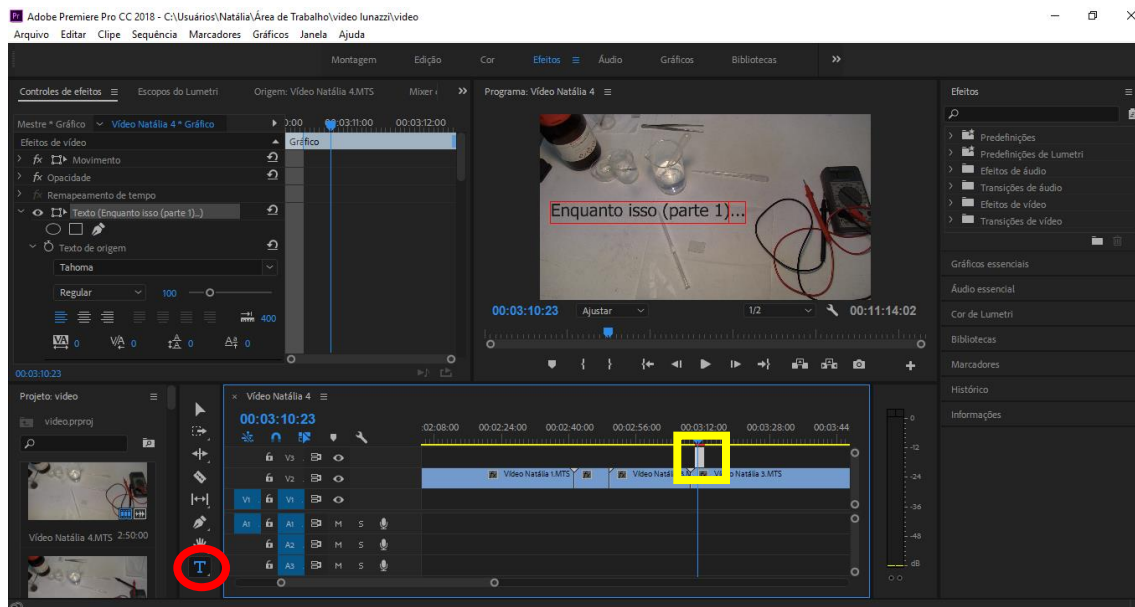 Adobe Premiere Pro CC 2018 - C:\Usuários\Natália\Área de Trabalho\video lunazzi\video
Arquivo Editar Clipe Sequência Marcadores Gráficos Janela Ajuda
Montagem Edição Cor Efeitos Áudio Gráficos Bibliotecas
Controles de efeitos Escopos do Lumetri Origem: Vídeo Natália 4.MTS Mixer
Mestre * Gráfico Vídeo Natália 4 * Gráfico
00:03:11:00 00:03:12:00
Efeitos de vídeo
Gráfico
fx Movimento
fx Opacidade
fx Remapeamento de tempo
Texto (Enquanto isso (parte 1)...)
Texto de origem
Tahoma
Regular 100
400
VA 0 VA 0 0 0
00:03:10:23
Programa: Vídeo Natália 4
Enquanto isso (parte 1)...
00:03:10:23 Ajustar 1/2 00:11:14:02
Efeitos
Predefinições
Predefinições de Lumetri
Efeitos de áudio
Transições de áudio
Efeitos de vídeo
Transições de vídeo
Gráficos essenciais
Áudio essencial
Cor de Lumetri
Bibliotecas
Marcadores
Histórico
Informações
Projeto: video
video.prproj
Vídeo Natália 4.MTS 2:50:00
T
Vídeo Natália 4
00:03:10:23
:02:08:00 00:02:24:00 00:02:40:00 00:02:56:00 00:03:12:00 00:03:28:00 00:03:44
V3
V2
Vídeo Natália 1.MTS Vídeo Natáli Vídeo Natália 3.MTS
V1 V1
A1 A1 M S
A2 M S
A3 M S
0
-12
-24
-36
-48
dB